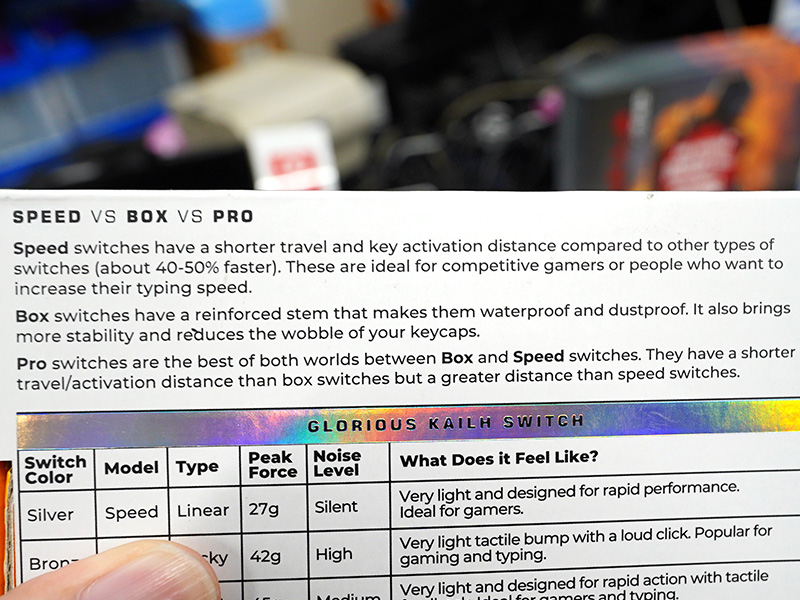 SPEED VS BOX VS PRO
Speed switches have a shorter travel and key activation distance compared to other types of
switches (about 40-50% faster). These are ideal for competitive gamers or people who want to
increase their typing speed.
Box switches have a reinforced stem that makes them waterproof and dustproof. It also brings
more stability and reduces the wobble of your keycaps.
Pro switches are the best of both worlds between Box and Speed switches. They have a shorter
travel/activation distance than box switches but a greater distance than speed switches.
GLORIOUS KAILH SWITCH
Switch Color Model Type Peak Force Noise Level What Does it Feel Like?
Silver Speed Linear 27g Silent Very light and designed for rapid performance.
Ideal for gamers.
42g High Very light tactile bump with a loud click. Popular for
gaming and typing.
Medium Very light and designed for rapid action with tactile
Ideal for gamers and typing.